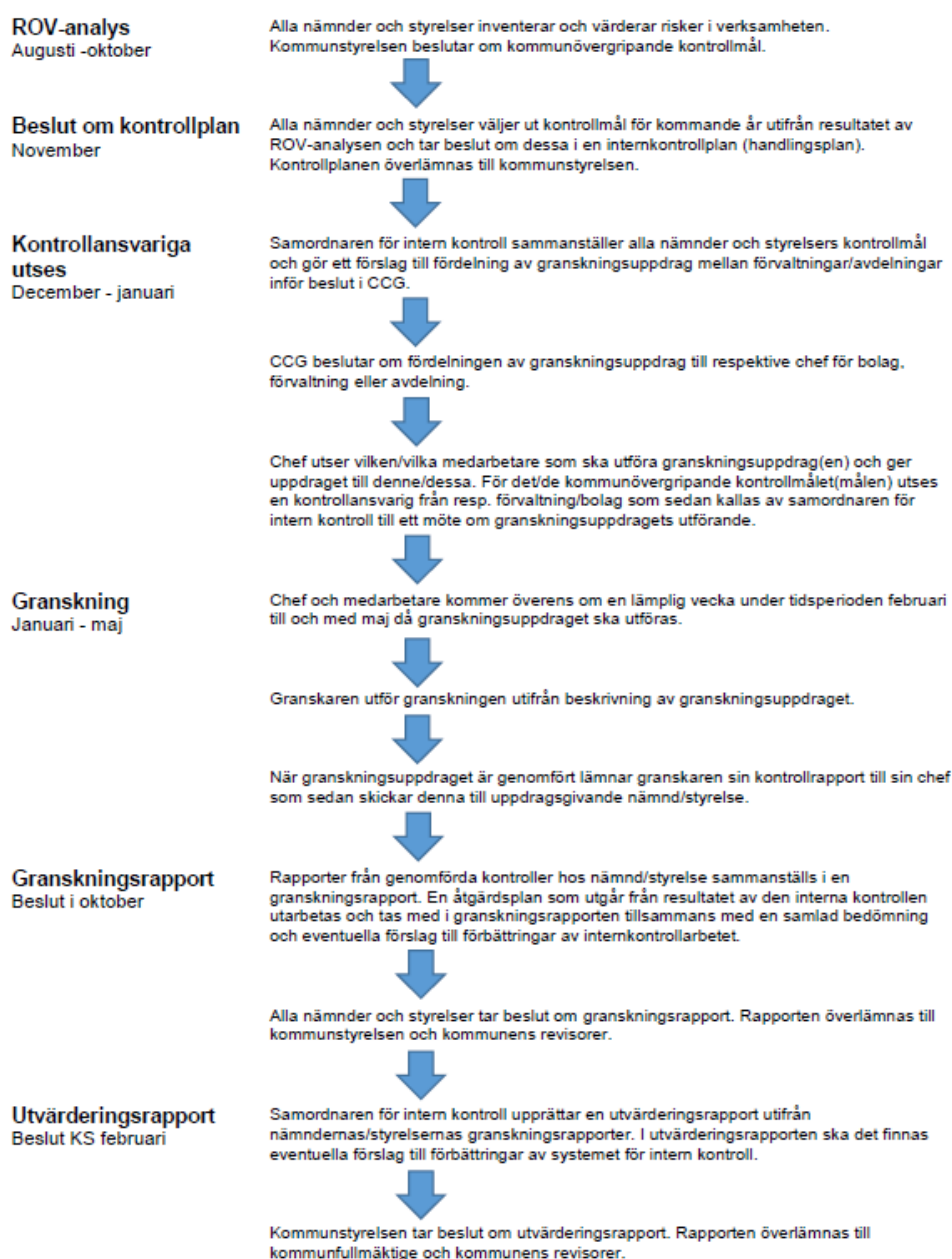 ROV-analys
Augusti -oktober
Alla nämnder och styrelser inventerar och värderar risker i verksamheten.
Kommunstyrelsen beslutar om kommunövergripande kontrollmål.
Beslut om kontrollplan
November
Alla nämnder och styrelser väljer ut kontrollmål för kommande år utifrån resultatet av
ROV-analysen och tar beslut om dessa i en internkontrollplan (handlingsplan).
Kontrollplanen överlämnas till kommunstyrelsen.
Kontrollansvariga
utses
December - januari
Samordnaren för intern kontroll sammanställer alla nämnder och styrelsers kontrollmål
och gör ett förslag till fördelning av granskningsuppdrag mellan förvaltningar/avdelningar
inför beslut i CCG.
CCG beslutar om fördelningen av granskningsuppdrag till respektive chef för bolag,
förvaltning eller avdelning.
Chef utser vilken/vilka medarbetare som ska utföra granskningsuppdrag(en) och ger
uppdraget till denne/dessa. För det/de kommunövergripande kontrollmålet(målen) utses
en kontrollansvarig från resp. förvaltning/bolag som sedan kallas av samordnaren för
intern kontroll till ett möte om granskningsuppdragets utförande.
Granskning
Januari - maj
Chef och medarbetare kommer överens om en lämplig vecka under tidsperioden februari
till och med maj då granskningsuppdraget ska utföras.
Granskaren utför granskningen utifrån beskrivning av granskningsuppdraget.
När granskningsuppdraget är genomfört lämnar granskaren sin kontrollrapport till sin chef
som sedan skickar denna till uppdragsgivande nämnd/styrelse.
Granskningsrapport
Beslut i oktober
Rapporter från genomförda kontroller hos nämnd/styrelse sammanställs i en
granskningsrapport. En åtgärdsplan som utgår från resultatet av den interna kontrollen
utarbetas och tas med i granskningsrapporten tillsammans med en samlad bedömning
och eventuella förslag till förbättringar av internkontrollarbetet.
Alla nämnder och styrelser tar beslut om granskningsrapport. Rapporten överlämnas till
kommunstyrelsen och kommunens revisorer.
Utvärderingsrapport
Beslut KS februari
Samordnaren för intern kontroll upprättar en utvärderingsrapport utifrån
nämndernas/styrelsernas granskningsrapporter. I utvärderingsrapporten ska det finnas
eventuella förslag till förbättringar av systemet för intern kontroll.
Kommunstyrelsen tar beslut om utvärderingsrapport. Rapporten överlämnas till
kommunfullmäktige och kommunens revisorer.